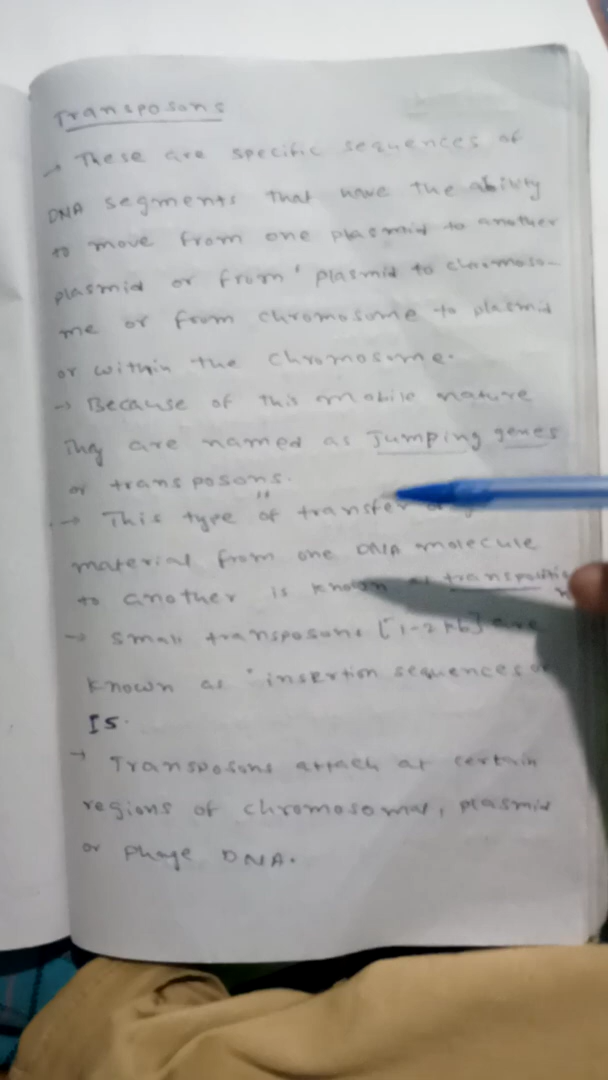 Transposons
→ These are specific sequences of
DNA segments that have the ability
to move from one plasmid to another
plasmid or from plasmid to chromoso-
me or from chromosome to plasmid
or within the chromosome.
→ Because of this mobile nature
They are named as Jumping genes
or transposons.
→ This type of transfer
material from one DNA molecule
to another is known as transposition
→ Small transposons [1-2 kb] are
known as insertion sequences or
IS.
→ Transposons attach at certain
regions of chromosomal, plasmid
or phage DNA.